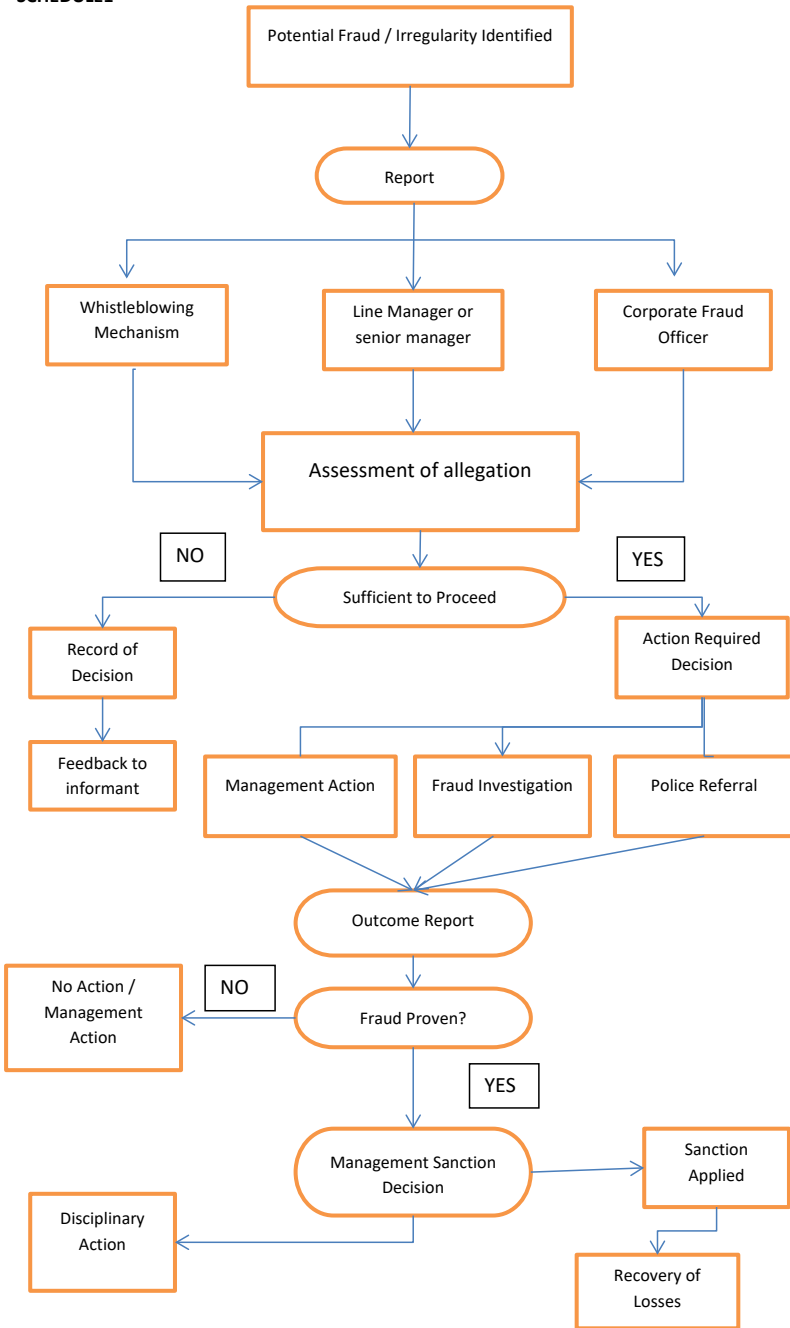 SCHEDULE1
Potential Fraud / Irregularity Identified
Report
Whistleblowing
Mechanism
Line Manager or
senior manager
Corporate Fraud
Officer
Assessment of allegation
NO
YES
Sufficient to Proceed
Record of
Decision
Action Required
Decision
Feedback to
informant
Management Action
Fraud Investigation
Police Referral
Outcome Report
No Action /
Management
Action
NO
Fraud Proven?
YES
Management Sanction
Decision
Sanction
Applied
Disciplinary
Action
Recovery of
Losses